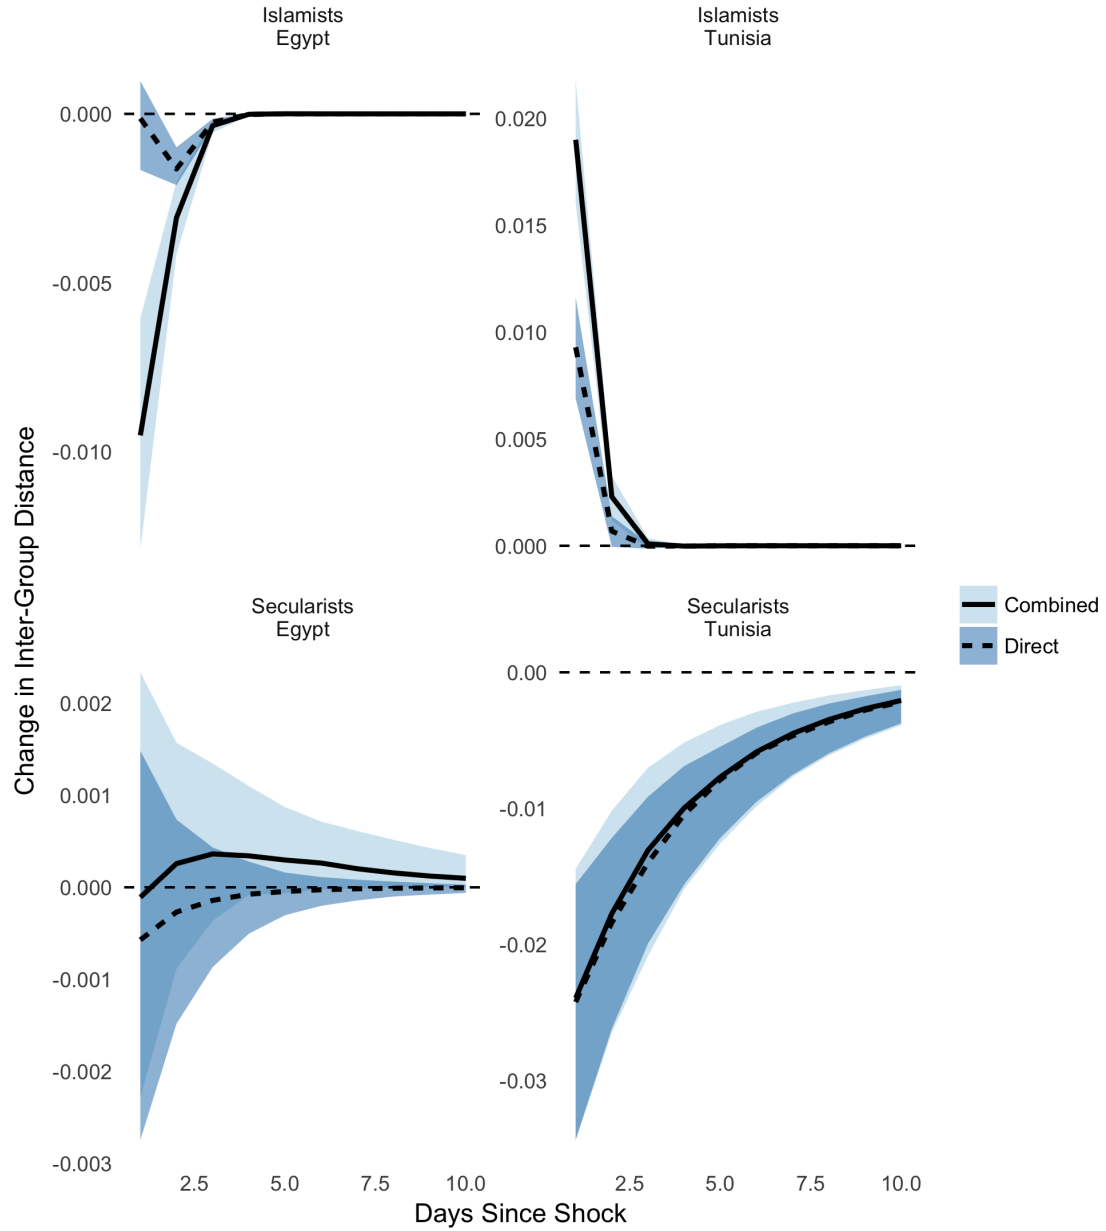 Islamists
Egypt
Islamists
Tunisia
0.000
-0.005
-0.010
0.020
0.015
0.010
0.005
0.000
Change in Inter-Group Distance
Secularists
Egypt
Secularists
Tunisia
0.002
0.001
0.000
-0.001
-0.002
-0.003
0.00
-0.01
-0.02
-0.03
2.5 5.0 7.5 10.0
2.5 5.0 7.5 10.0
Days Since Shock
Combined
Direct